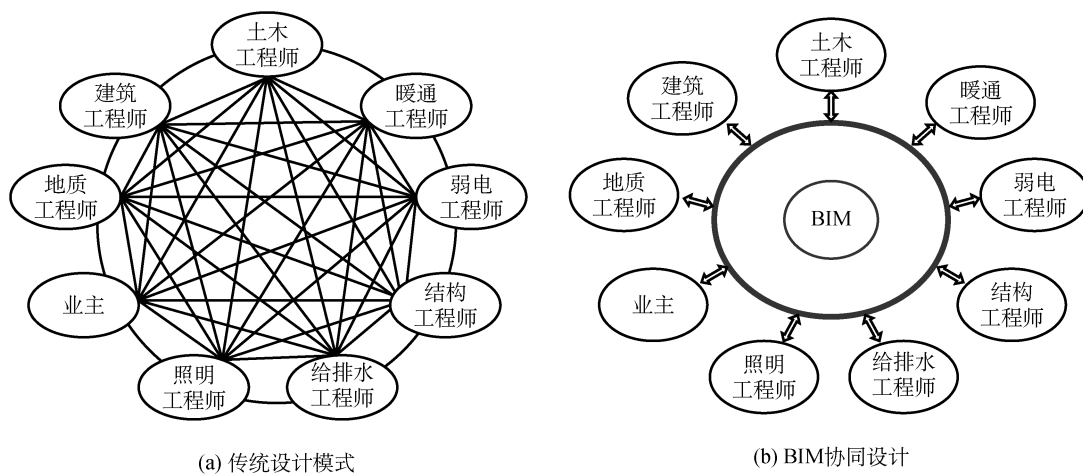 土木
工程师
建筑
工程师
暖通
工程师
地质
工程师
弱电
工程师
业主
结构
工程师
照明
工程师
给排水
工程师
(a) 传统设计模式
土木
工程师
建筑
工程师
暖通
工程师
地质
工程师
弱电
工程师
BIM
业主
结构
工程师
照明
工程师
给排水
工程师
(b) BIM协同设计